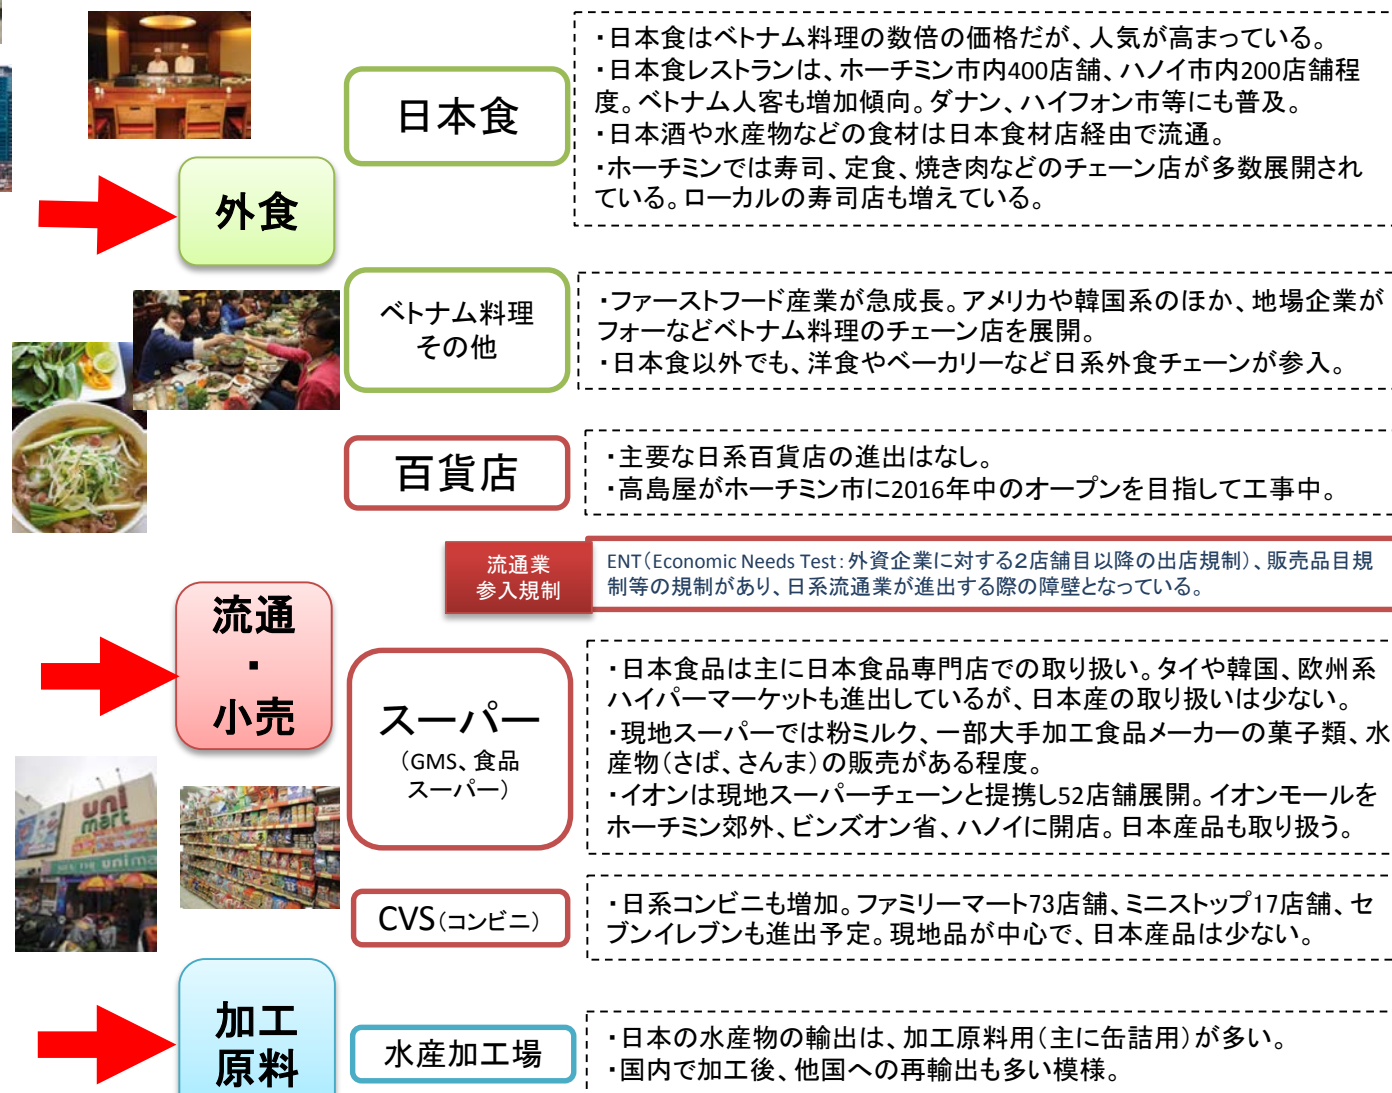 外食
日本食
・日本食はベトナム料理の数倍の価格だが、人気が高まっている。
・日本食レストランは、ホーチミン市内400店舗、ハノイ市内200店舗程
度。ベトナム人客も増加傾向。ダナン、ハイフォン市等にも普及。
・日本酒や水産物などの食材は日本食材店経由で流通。
・ホーチミンでは寿司、定食、焼き肉などのチェーン店が多数展開され
ている。ローカルの寿司店も増えている。
ベトナム料理
その他
・ファーストフード産業が急成長。アメリカや韓国系のほか、地場企業が
フォーなどベトナム料理のチェーン店を展開。
・日本食以外でも、洋食やベーカリーなど日系外食チェーンが参入。
百貨店
・主要な日系百貨店の進出はなし。
・高島屋がホーチミン市に2016年中のオープンを目指して工事中。
流通業
参入規制
ENT(Economic Needs Test:外資企業に対する2店舗目以降の出店規制)、販売品目規
制等の規制があり、日系流通業が進出する際の障壁となっている。
流通
・
小売
スーパー
(GMS、食品
スーパー)
・日本食品は主に日本食品専門店での取り扱い。タイや韓国、欧州系
ハイパーマーケットも進出しているが、日本産の取り扱いは少ない。
・現地スーパーでは粉ミルク、一部大手加工食品メーカーの菓子類、水
産物(さば、さんま)の販売がある程度。
・イオンは現地スーパーチェーンと提携し52店舗展開。イオンモールを
ホーチミン郊外、ビンズオン省、ハノイに開店。日本産品も取り扱う。
uni
mart
CVS(コンビニ)
・日系コンビニも増加。ファミリーマート73店舗、ミニストップ17店舗、セ
ブンイレブンも進出予定。現地品が中心で、日本産品は少ない。
加工
原料
水産加工場
・日本の水産物の輸出は、加工原料用(主に缶詰用)が多い。
・国内で加工後、他国への再輸出も多い模様。